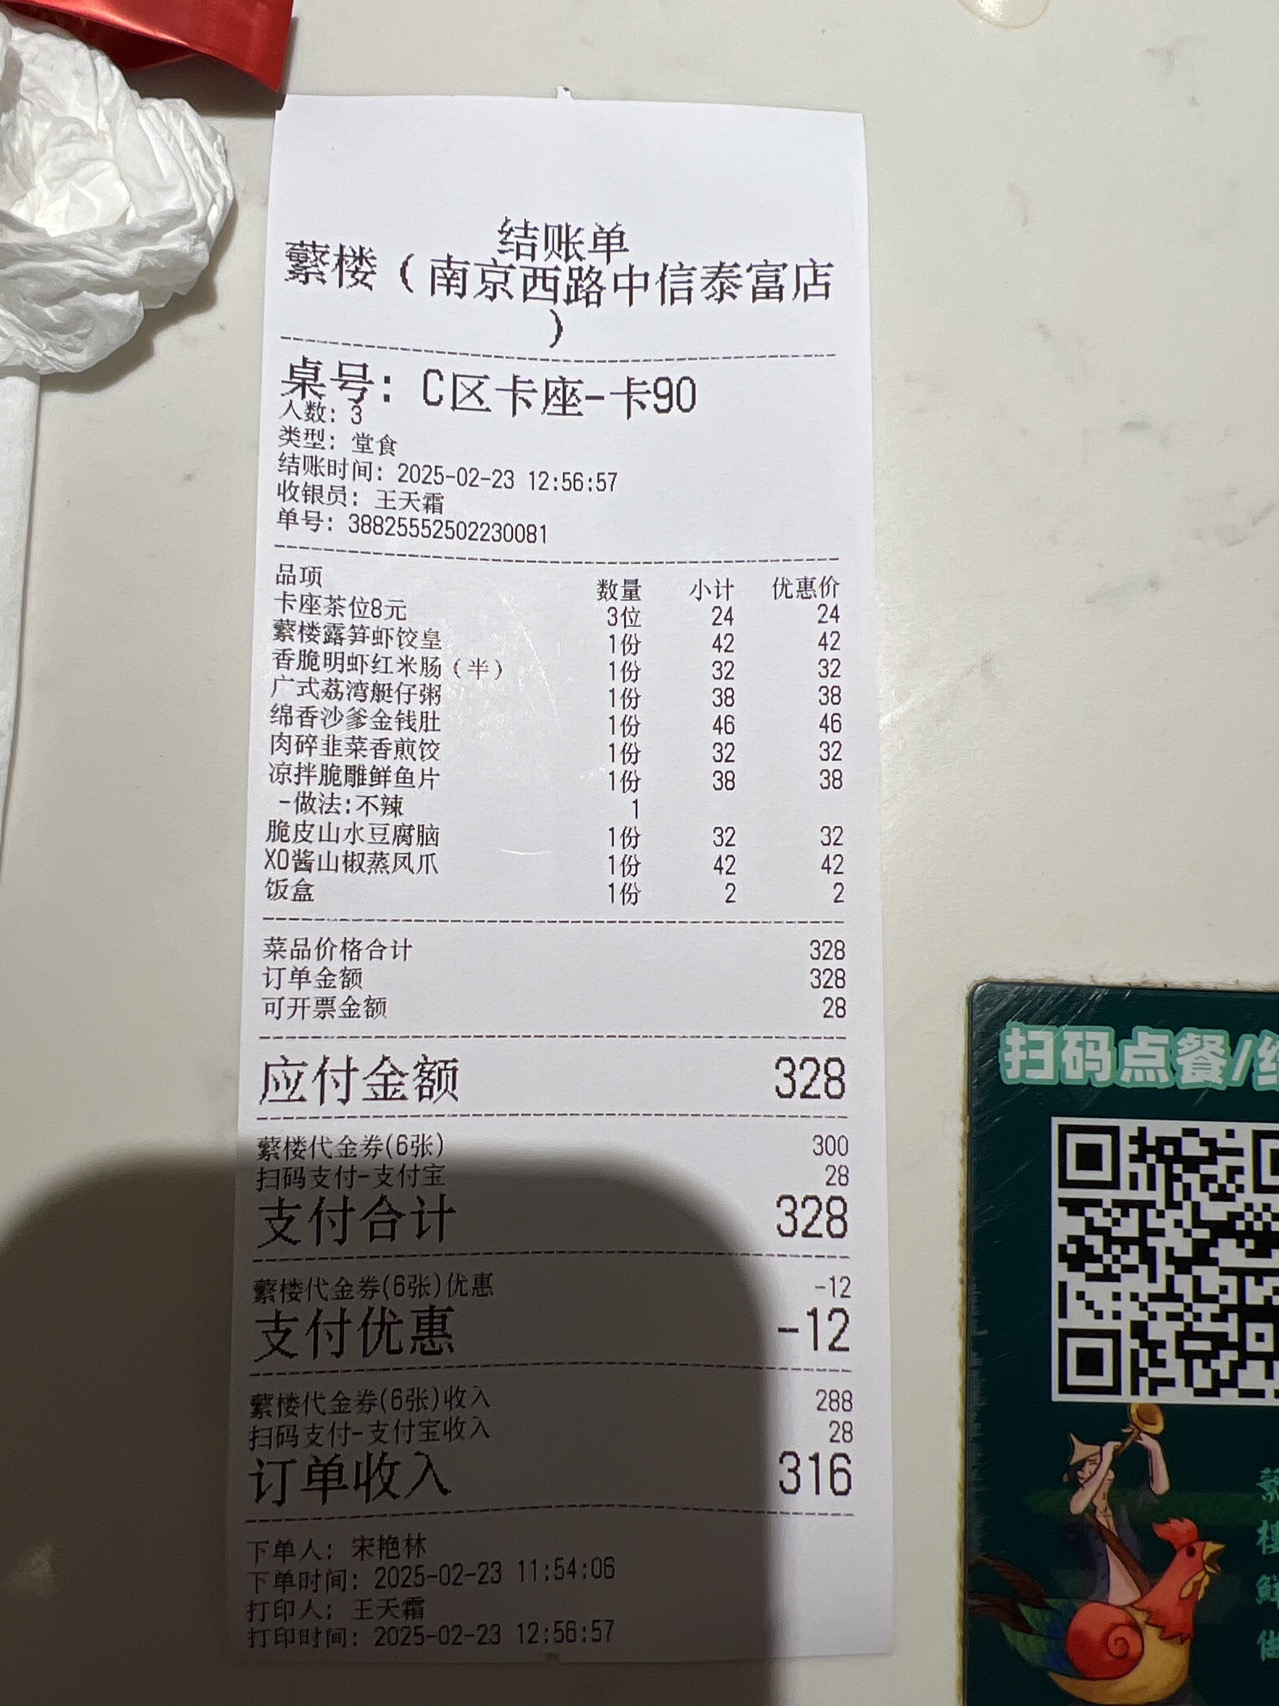 结账单
蘩楼（南京西路中信泰富店
）
桌号：C区卡座-卡90
人数：3
类型：堂食
结账时间：2025-02-23 12:56:57
收银员：王天霜
单号：38825552502230081
品项 数量 小计 优惠价
卡座茶位8元 3位 24 24
蘩楼露笋虾饺皇 1份 42 42
香脆明虾红米肠（半） 1份 32 32
广式荔湾艇仔粥 1份 38 38
绵香沙爹金钱肚 1份 46 46
肉碎韭菜香煎饺 1份 32 32
凉拌脆雕鲜鱼片 1份 38 38
-做法:不辣 1
脆皮山水豆腐脑 1份 32 32
XO酱山椒蒸凤爪 1份 42 42
饭盒 1份 2 2
菜品价格合计 328
订单金额 328
可开票金额 28
应付金额 328
蘩楼代金券(6张) 300
扫码支付-支付宝 28
支付合计 328
蘩楼代金券(6张)优惠 -12
支付优惠 -12
蘩楼代金券(6张)收入 288
扫码支付-支付宝收入 28
订单收入 316
下单人：宋艳林
下单时间：2025-02-23 11:54:06
打印人：王天霜
打印时间：2025-02-23 12:56:57
扫码点餐/